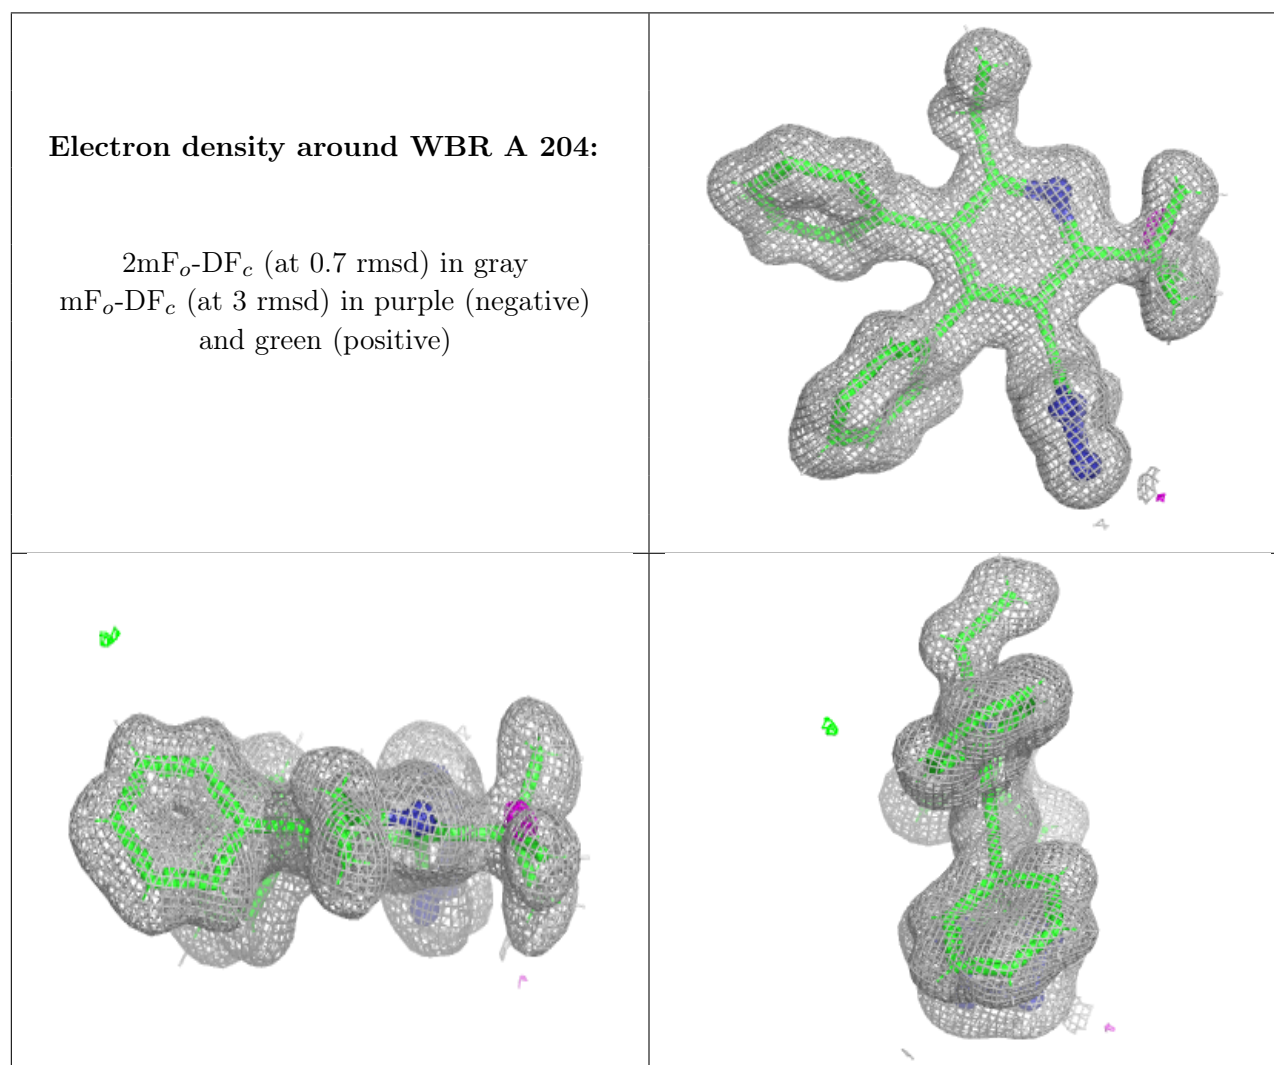 Electron density around WBR A 204:
2mFo-DFc (at 0.7 rmsd) in gray
mFo-DFc (at 3 rmsd) in purple (negative)
and green (positive)